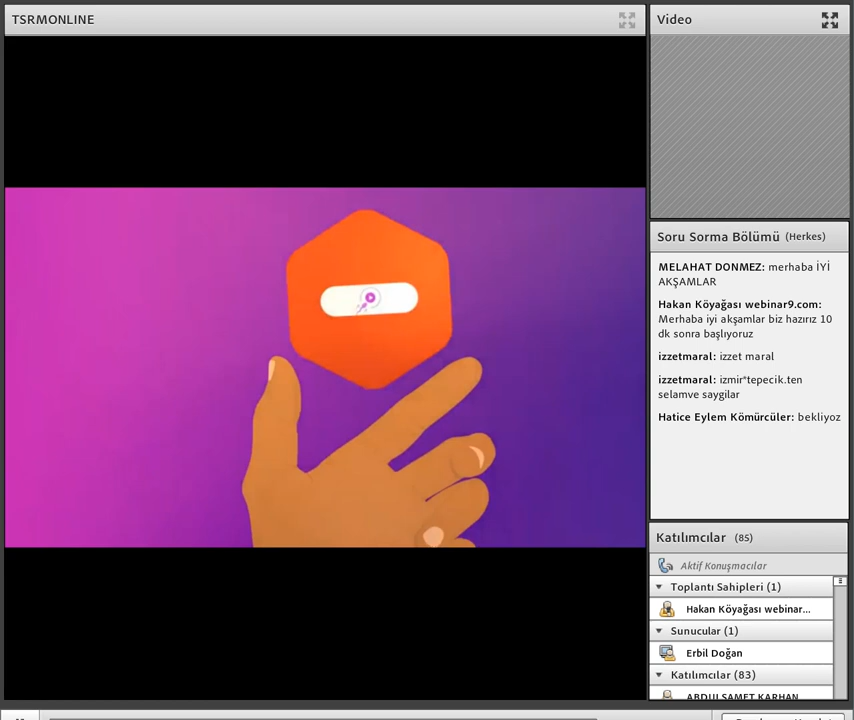 TSRMONLINE
Video
Soru Sorma Bölümü (Herkes)
MELAHAT DONMEZ: merhaba İYİ
AKŞAMLAR
Hakan Köyağası webinar9.com:
Merhaba iyi akşamlar biz hazırız 10
dk sonra başlıyoruz
izzetmaral: izzet maral
izzetmaral: izmir*tepecik.ten
selamve saygilar
Hatice Eylem Kömürcüler: bekliyoz
Katılımcılar (85)
Aktif Konuşmacılar
Toplantı Sahipleri (1)
Hakan Köyağası webinar...
Sunucular (1)
Erbil Doğan
Katılımcılar (83)
ABDULSAMET KARHAN